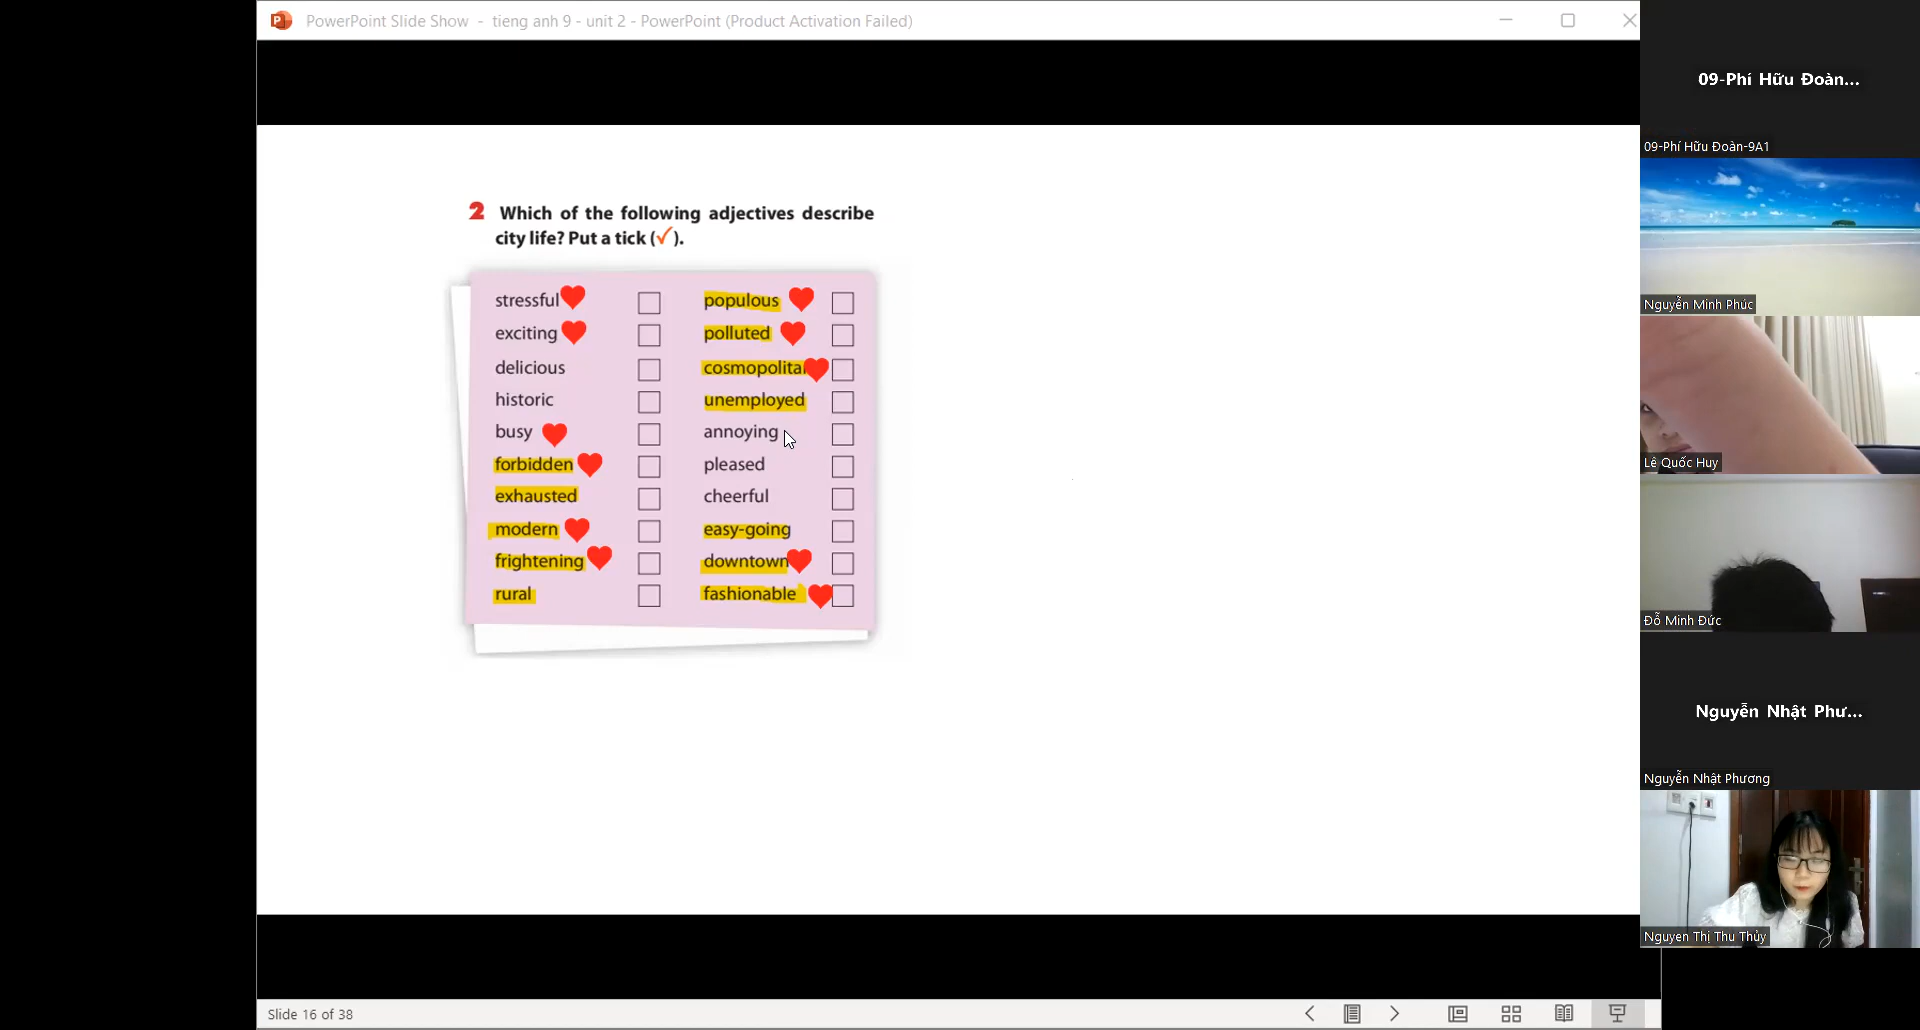 PowerPoint Slide Show - tieng anh 9 - unit 2 - PowerPoint (Product Activation Failed)
2 Which of the following adjectives describe
city life? Put a tick (✓).
stressful
exciting
delicious
historic
busy
forbidden
exhausted
modern
frightening
rural
populous
polluted
cosmopolita
unemployed
annoying
pleased
cheerful
easy-going
downtown
fashionable
Slide 16 of 38
09-Phí Hữu Đoàn...
09-Phí Hữu Đoàn-9A1
Nguyễn Minh Phúc
Lê Quốc Huy
Đỗ Minh Đức
Nguyễn Nhật Phư...
Nguyễn Nhật Phương
Nguyen Thị Thu Thủy